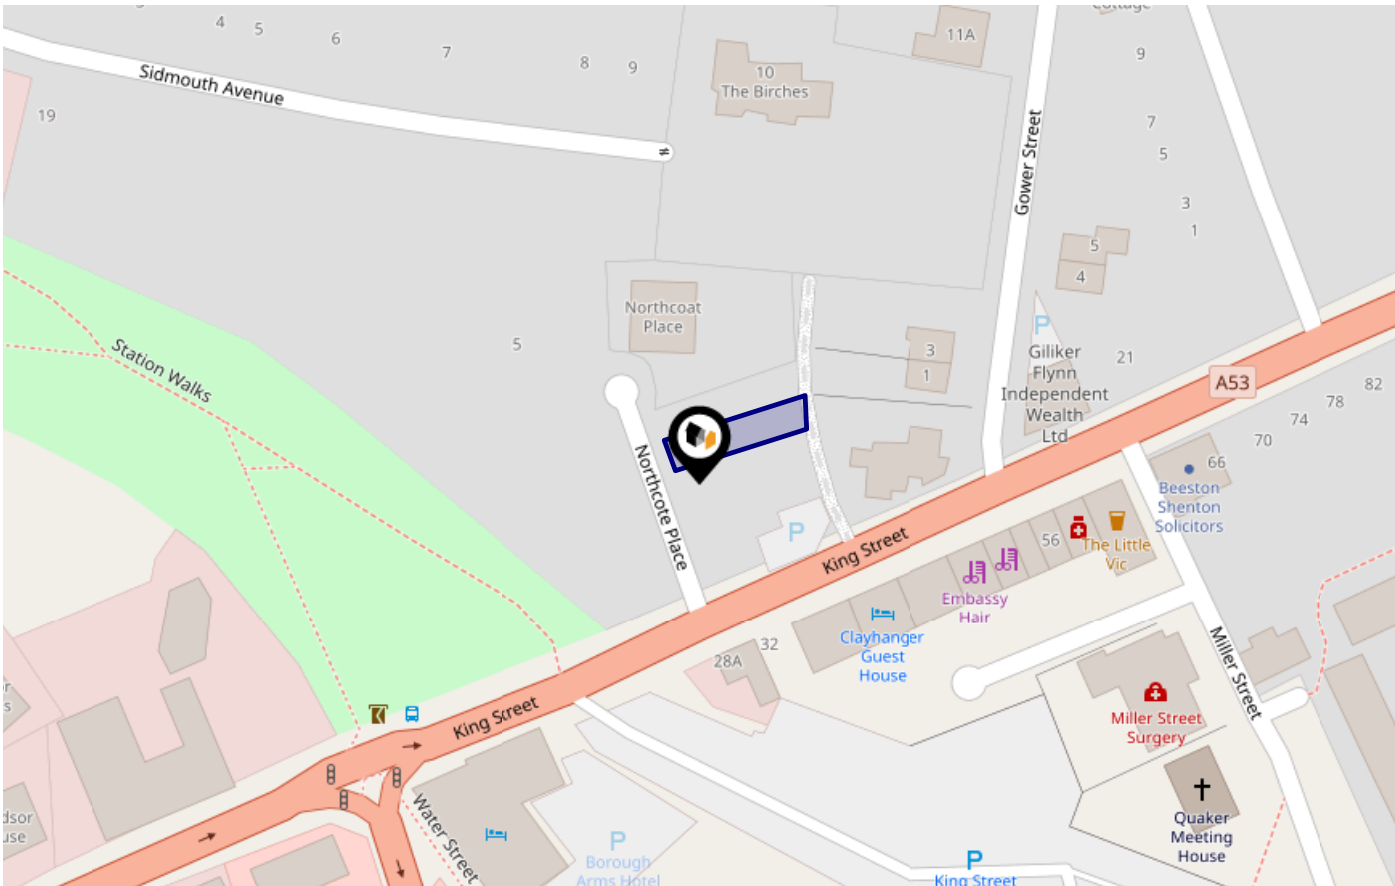 Cottage
4
5
6
7
8
9
11A
9
10
The Birches
Sidmouth Avenue
19
7
5
3
1
Gower Street
5
4
Northcoat
Place
5
Station Walks
P
Giliker
Flynn
Independent
Wealth
Ltd
21
3
1
A53
82
78
74
70
66
Beeston
Shenton
Solicitors
Northcote Place
P
King Street
56
The Little
Vic
Embassy
Hair
Clayhanger
Guest
House
32
28A
Miller Street
King Street
Miller Street
Surgery
Water Street
Quaker
Meeting
House
P
Borough
Arms Hotel
P
King Street